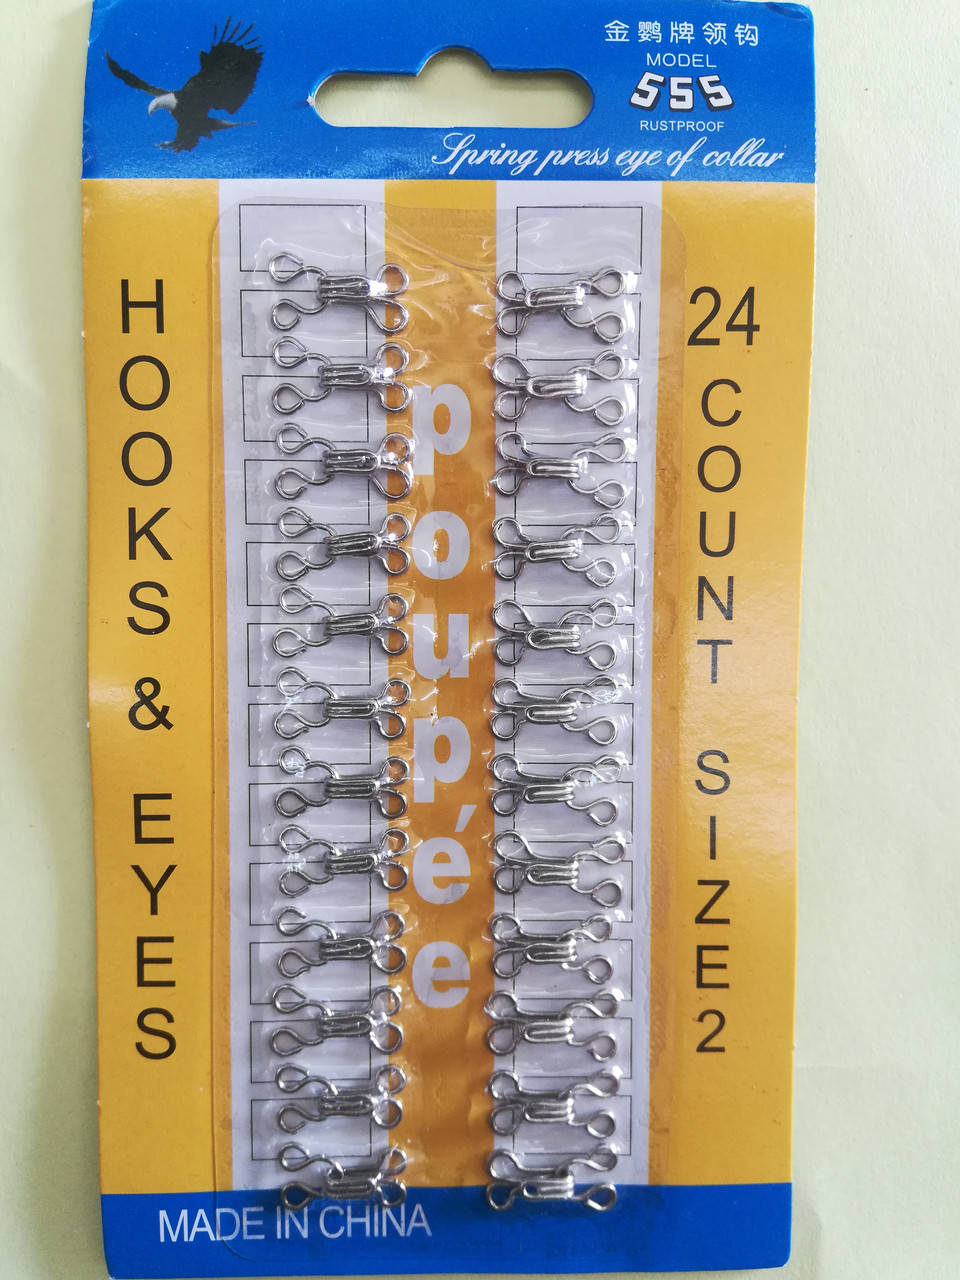 金鹦牌领钩
MODEL
555
RUSTPROOF
Spring press eye of collar
HOOKS & EYES
poupée
24 COUNT SIZE2
MADE IN CHINA